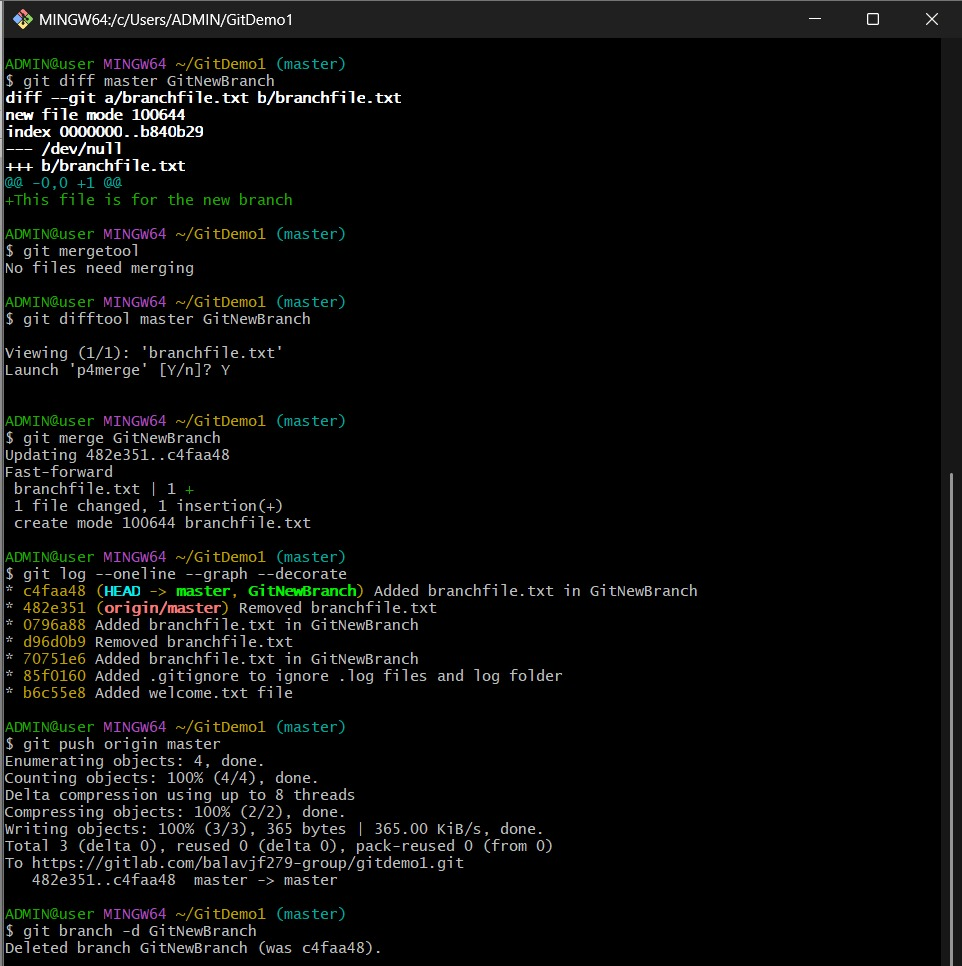 MINGW64:/c/Users/ADMIN/GitDemo1
ADMIN@user MINGW64 ~/GitDemo1 (master)
$ git diff master GitNewBranch
diff --git a/branchfile.txt b/branchfile.txt
new file mode 100644
index 0000000..b840b29
--- /dev/null
+++ b/branchfile.txt
@@ -0,0 +1 @@
+This file is for the new branch
ADMIN@user MINGW64 ~/GitDemo1 (master)
$ git mergetool
No files need merging
ADMIN@user MINGW64 ~/GitDemo1 (master)
$ git difftool master GitNewBranch
Viewing (1/1): 'branchfile.txt'
Launch 'p4merge' [Y/n]? Y
ADMIN@user MINGW64 ~/GitDemo1 (master)
$ git merge GitNewBranch
Updating 482e351..c4faa48
Fast-forward
 branchfile.txt | 1 +
 1 file changed, 1 insertion(+)
 create mode 100644 branchfile.txt
ADMIN@user MINGW64 ~/GitDemo1 (master)
$ git log --oneline --graph --decorate
* c4faa48 (HEAD -> master, GitNewBranch) Added branchfile.txt in GitNewBranch
* 482e351 (origin/master) Removed branchfile.txt
* 0796a88 Added branchfile.txt in GitNewBranch
* d96d0b9 Removed branchfile.txt
* 70751e6 Added branchfile.txt in GitNewBranch
* 85f0160 Added .gitignore to ignore .log files and log folder
* b6c55e8 Added welcome.txt file
ADMIN@user MINGW64 ~/GitDemo1 (master)
$ git push origin master
Enumerating objects: 4, done.
Counting objects: 100% (4/4), done.
Delta compression using up to 8 threads
Compressing objects: 100% (2/2), done.
Writing objects: 100% (3/3), 365 bytes | 365.00 KiB/s, done.
Total 3 (delta 0), reused 0 (delta 0), pack-reused 0 (from 0)
To https://gitlab.com/balavjf279-group/gitdemo1.git
   482e351..c4faa48  master -> master
ADMIN@user MINGW64 ~/GitDemo1 (master)
$ git branch -d GitNewBranch
Deleted branch GitNewBranch (was c4faa48).